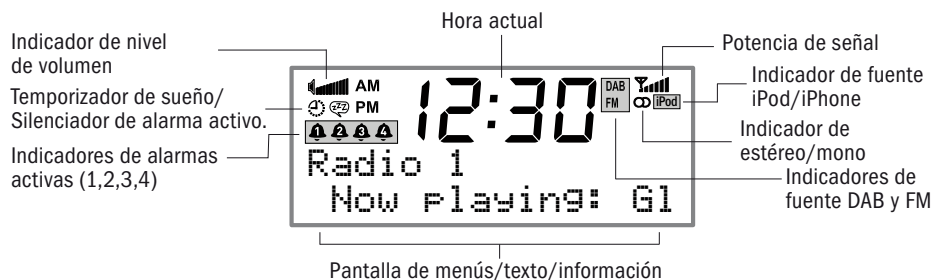 Hora actual
Indicador de nivel
de volumen
Temporizador de sueño/
Silenciador de alarma activo.
Indicadores de alarmas
activas (1,2,3,4)
AM
PM
zZ
1 2 3 4
12:30
DAB
FM
iPod
Radio 1
Now playing: Gl
Potencia de señal
Indicador de fuente
iPod/iPhone
Indicador de
estéreo/mono
Indicadores de
fuente DAB y FM
Pantalla de menús/texto/información